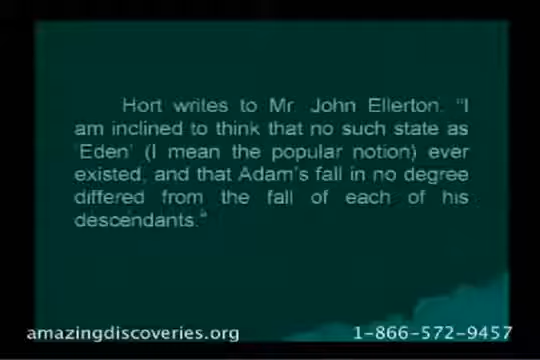 Hort writes to Mr. John Ellerton. "I
am inclined to think that no such state as
'Eden' (I mean the popular notion) ever
existed, and that Adam's fall in no degree
differed from the fall of each of his
descendants."
amazingdiscoveries.org 1-866-572-9457